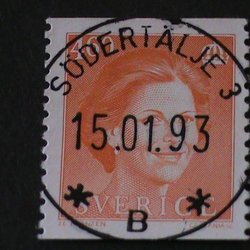 SÖDERTÄLJE 3
15.01.93
SVERIGE
* B *